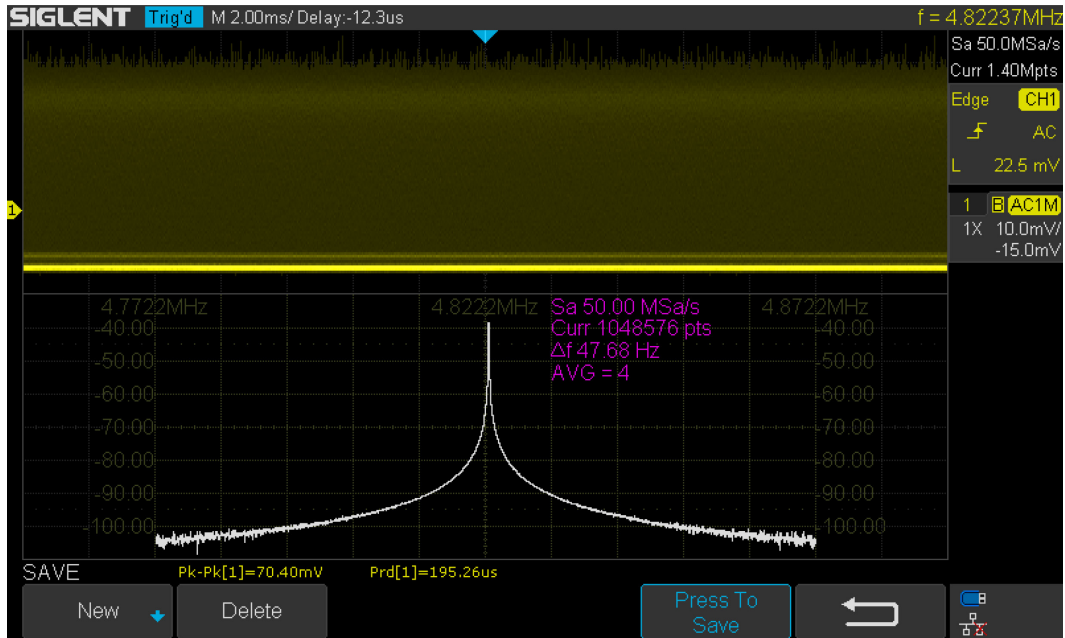 SIGLENT Trig'd M 2.00ms/ Delay:-12.3us f = 4.82237MHz
Sa 50.0MSa/s
Curr 1.40Mpts
Edge CH1
AC
L 22.5 mV
1 B AC1M
1X 10.0mV/
-15.0mV
1
4.7722MHz 4.8222MHz Sa 50.00 MSa/s 4.8722MHz
-40.00 Curr 1048576 pts -40.00
Δf 47.68 Hz
-50.00 AVG = 4 -50.00
-60.00 -60.00
-70.00 -70.00
-80.00 -80.00
-90.00 -90.00
-100.00 -100.00
SAVE Pk-Pk[1]=70.40mV Prd[1]=195.26us
New Delete Press To
Save